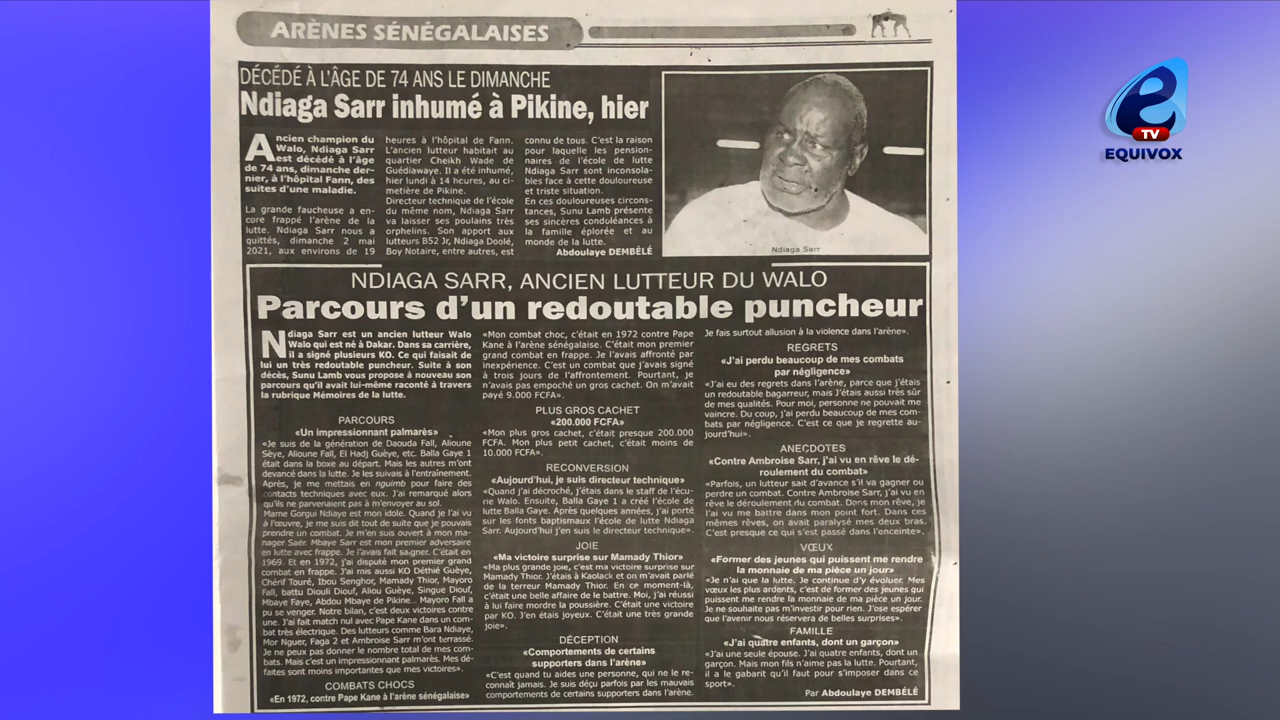 ARÈNES SÉNÉGALAISES
DÉCÉDÉ À L'ÂGE DE 74 ANS LE DIMANCHE
Ndiaga Sarr inhumé à Pikine, hier
Ancien champion du
Walo, Ndiaga Sarr
est décédé à l'âge
de 74 ans, dimanche der-
nier, à l'hôpital Fann, des
suites d'une maladie.
La grande faucheuse a en-
core frappé l'arène de la
lutte. Ndiaga Sarr nous a
quittés, dimanche 2 mai
2021, aux environs de 19
heures à l'hôpital de Fann.
L'ancien lutteur habitait au
quartier Cheikh Wade de
Guédiawaye. Il a été inhumé,
hier lundi à 14 heures, au ci-
metière de Pikine.
Directeur technique de l'école
du même nom, Ndiaga Sarr
va laisser ses poulains très
orphelins. Son apport aux
lutteurs B52 Jr, Ndiaga Doolé,
Boy Notaire, entre autres, est
connu de tous. C'est la raison
pour laquelle les pension-
naires de l'école de lutte
Ndiaga Sarr sont inconsola-
bles face à cette douloureuse
et triste situation.
En ces douloureuses circons-
tances, Sunu Lamb présente
ses sincères condoléances à
la famille éplorée et au
monde de la lutte.
Abdoulaye DEMBÉLÉ
Ndiaga Sarr
NDIAGA SARR, ANCIEN LUTTEUR DU WALO
Parcours d'un redoutable puncheur
Ndiaga Sarr est un ancien lutteur Walo
Walo qui est né à Dakar. Dans sa carrière,
il a signé plusieurs KO. Ce qui faisait de
lui un très redoutable puncheur. Suite à son
décès, Sunu Lamb vous propose à nouveau son
parcours qu'il avait lui-même raconté à travers
la rubrique Mémoires de la lutte.
PARCOURS
«Un impressionnant palmarès»
«Je suis de la génération de Daouda Fall, Alioune
Sèye, Alioune Fall, El Hadj Guèye, etc. Balla Gaye 1
était dans la boxe au départ. Mais les autres m'ont
devancé dans la lutte. Je les suivais à l'entraînement.
Après, je me mettais en nguimb pour faire des
contacts techniques avec eux. J'ai remarqué alors
qu'ils ne parvenaient pas à m'envoyer au sol.
Mame Gorgui Ndiaye est mon idole. Quand je l'ai vu
à l'œuvre, je me suis dit tout de suite que je pouvais
prendre un combat. Je m'en suis ouvert à mon ma-
nager Saër. Mbaye Sarr est mon premier adversaire
en lutte avec frappe. Je l'avais fait saigner. C'était en
1969. Et en 1972, j'ai disputé mon premier grand
combat en frappe. J'ai mis aussi KO Déthié Guèye,
Chérif Touré, Ibou Senghor, Mamady Thior, Mayoro
Fall, battu Diouli Diouf, Aliou Guèye, Singue Diouf,
Mbaye Faye, Abdou Mbaye de Pikine... Mayoro Fall a
pu se venger. Notre bilan, c'est deux victoires contre
une. J'ai fait match nul avec Pape Kane dans un com-
bat très électrique. Des lutteurs comme Bara Ndiaye,
Mor Nguer, Faga 2 et Ambroise Sarr m'ont terrassé.
Je ne peux pas donner le nombre total de mes com-
bats. Mais c'est un impressionnant palmarès. Mes dé-
faites sont moins importantes que mes victoires».
COMBATS CHOCS
«En 1972, contre Pape Kane à l'arène sénégalaise»
«Mon combat choc, c'était en 1972 contre Pape
Kane à l'arène sénégalaise. C'était mon premier
grand combat en frappe. Je l'avais affronté par
inexpérience. C'est un combat que j'avais signé
à trois jours de l'affrontement. Pourtant, je
n'avais pas empoché un gros cachet. On m'avait
payé 9.000 FCFA».
PLUS GROS CACHET
«200.000 FCFA»
«Mon plus gros cachet, c'était presque 200.000
FCFA. Mon plus petit cachet, c'était moins de
10.000 FCFA».
RECONVERSION
«Aujourd'hui, je suis directeur technique»
«Quand j'ai décroché, j'étais dans le staff de l'écu-
rie Walo. Ensuite, Balla Gaye 1 a créé l'école de
lutte Balla Gaye. Après quelques années, j'ai porté
sur les fonts baptismaux l'école de lutte Ndiaga
Sarr. Aujourd'hui j'en suis le directeur technique».
JOIE
«Ma victoire surprise sur Mamady Thior»
«Ma plus grande joie, c'est ma victoire surprise sur
Mamady Thior. J'étais à Kaolack et on m'avait parlé
de la terreur Mamady Thior. En ce moment-là,
c'était une belle affaire de le battre. Moi, j'ai réussi
à lui faire mordre la poussière. C'était une victoire
par KO. J'en étais joyeux. C'était une très grande
joie».
DÉCEPTION
«Comportements de certains
supporters dans l'arène»
«C'est quand tu aides une personne, qui ne le re-
connaît jamais. Je suis déçu parfois par les mauvais
comportements de certains supporters dans l'arène.
Je fais surtout allusion à la violence dans l'arène».
REGRETS
«J'ai perdu beaucoup de mes combats
par négligence»
«J'ai eu des regrets dans l'arène, parce que j'étais
un redoutable bagarreur, mais J'étais aussi très sûr
de mes qualités. Pour moi, personne ne pouvait me
vaincre. Du coup, j'ai perdu beaucoup de mes com-
bats par négligence. C'est ce que je regrette au-
jourd'hui».
ANECDOTES
«Contre Ambroise Sarr, j'ai vu en rêve le dé-
roulement du combat»
«Parfois, un lutteur sait d'avance s'il va gagner ou
perdre un combat. Contre Ambroise Sarr, j'ai vu en
rêve le déroulement du combat. Dans mon rêve, je
l'ai vu me battre dans mon point fort. Dans ces
mêmes rêves, on avait paralysé mes deux bras.
C'est presque ce qui s'est passé dans l'enceinte».
VŒUX
«Former des jeunes qui puissent me rendre
la monnaie de ma pièce un jour»
«Je n'ai que la lutte. Je continue d'y évoluer. Mes
vœux les plus ardents, c'est de former des jeunes qui
puissent me rendre la monnaie de ma pièce un jour.
Je ne souhaite pas m'investir pour rien. J'ose espérer
que l'avenir nous réservera de belles surprises».
FAMILLE
«J'ai quatre enfants, dont un garçon»
«J'ai une seule épouse. J'ai quatre enfants, dont un
garçon. Mais mon fils n'aime pas la lutte. Pourtant,
il a le gabarit qu'il faut pour s'imposer dans ce
sport».
Par Abdoulaye DEMBÉLÉ
e
TV
EQUIVOX